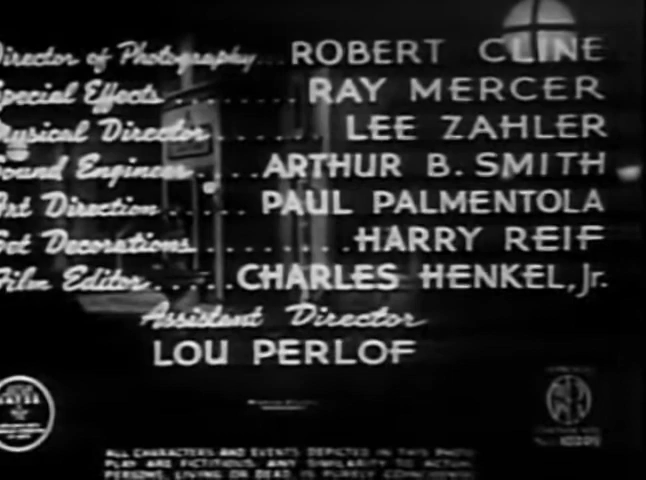 Director of Photography... ROBERT CLINE
Special Effects........ RAY MERCER
Musical Director....... LEE ZAHLER
Sound Engineer..... ARTHUR B. SMITH
Art Direction..... PAUL PALMENTOLA
Set Decorations......... HARRY REIF
Film Editor..... CHARLES HENKEL, Jr.
Assistant Director
LOU PERLOF
ALL CHARACTERS AND EVENTS DEPICTED IN THIS PHOTO
PLAY ARE FICTITIOUS. ANY SIMILARITY TO ACTUAL
PERSONS, LIVING OR DEAD, IS PURELY COINCIDENTAL